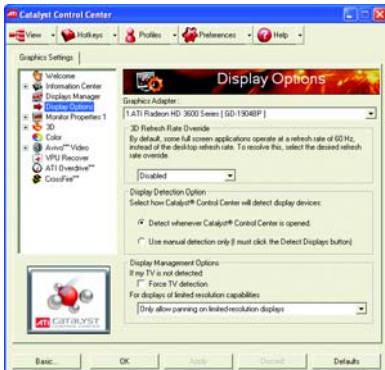 Catalyst Control Center
View
Hotkeys
Profiles
Preferences
Help
Graphics Settings
Welcome
Information Center
Displays Manager
Display Options
Monitor Properties 1
3D
Color
Avivo™ Video
VPU Recover
ATI Overdrive™
CrossFire™
ATI CATALYST
CONTROL CENTER
Display Options
Graphics Adapter:
1.ATI Radeon HD 3600 Series [ GD-1904BP ]
3D Refresh Rate Override
By default, some full screen applications operate at a refresh rate of 60 Hz,
instead of the desktop refresh rate. To resolve this, select the desired refresh
rate override.
Disabled
Display Detection Option
Select how Catalyst® Control Center will detect display devices:
Detect whenever Catalyst® Control Center is opened.
Use manual detection only (I must click the Detect Displays button)
Display Management Options
If my TV is not detected
Force TV detection
For displays of limited resolution capabilities
Only allow panning on limited-resolution displays
Basic...
OK
Apply
Discard
Defaults